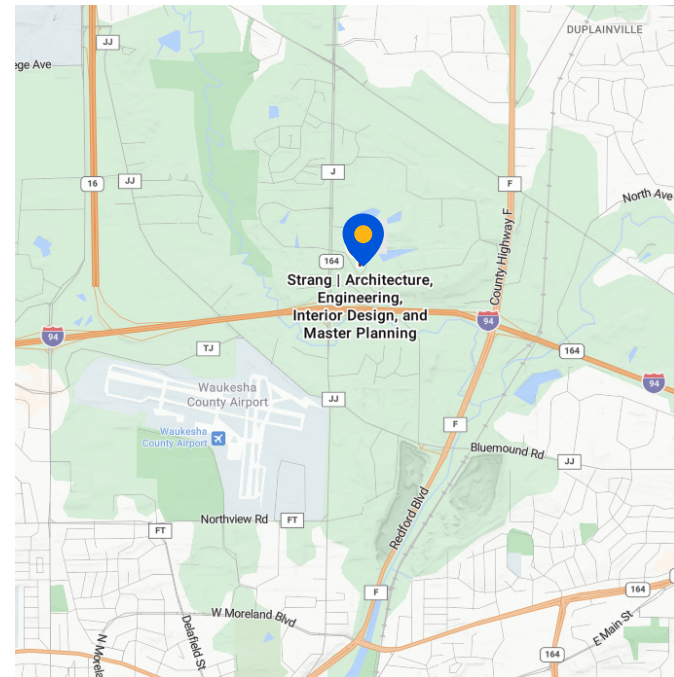 DUPLAINVILLE
JJ
ege Ave
16
JJ
J
F
North Ave
County Highway F
164
Strang | Architecture,
Engineering,
Interior Design, and
Master Planning
94
94
164
94
TJ
Waukesha
County Airport
JJ
Waukesha
County Airport
F
Bluemound Rd
JJ
Redford Blvd
Northview Rd
FT
FT
F
164
W Moreland Blvd
Delafield St
N Morela
E Main St
164